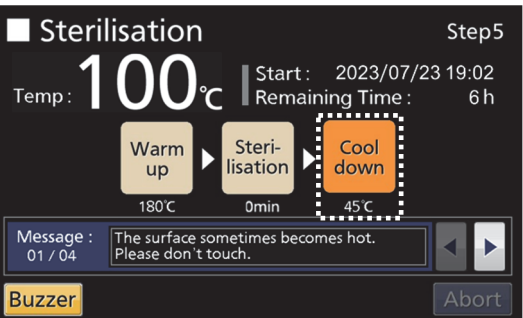 Sterilisation Step5
Temp : 100℃
Start : 2023/07/23 19:02
Remaining Time : 6 h
Warm up
Steri-lisation
Cool down
180℃ 0min 45℃
Message : 01 / 04
The surface sometimes becomes hot.
Please don't touch.
Buzzer Abort